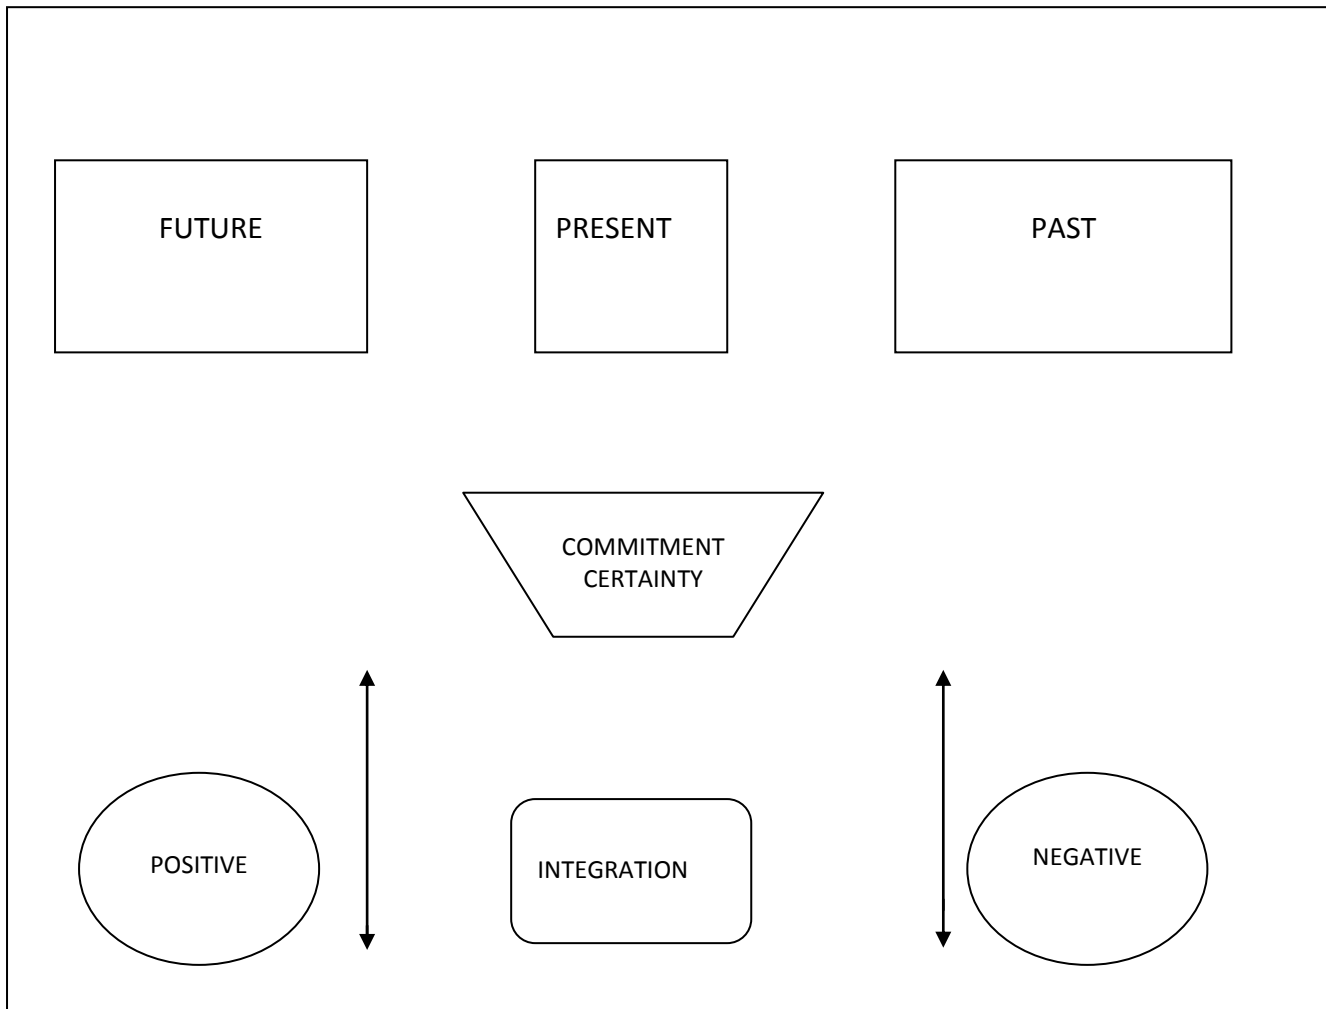 FUTURE
PRESENT
PAST
COMMITMENT
CERTAINTY
POSITIVE
INTEGRATION
NEGATIVE